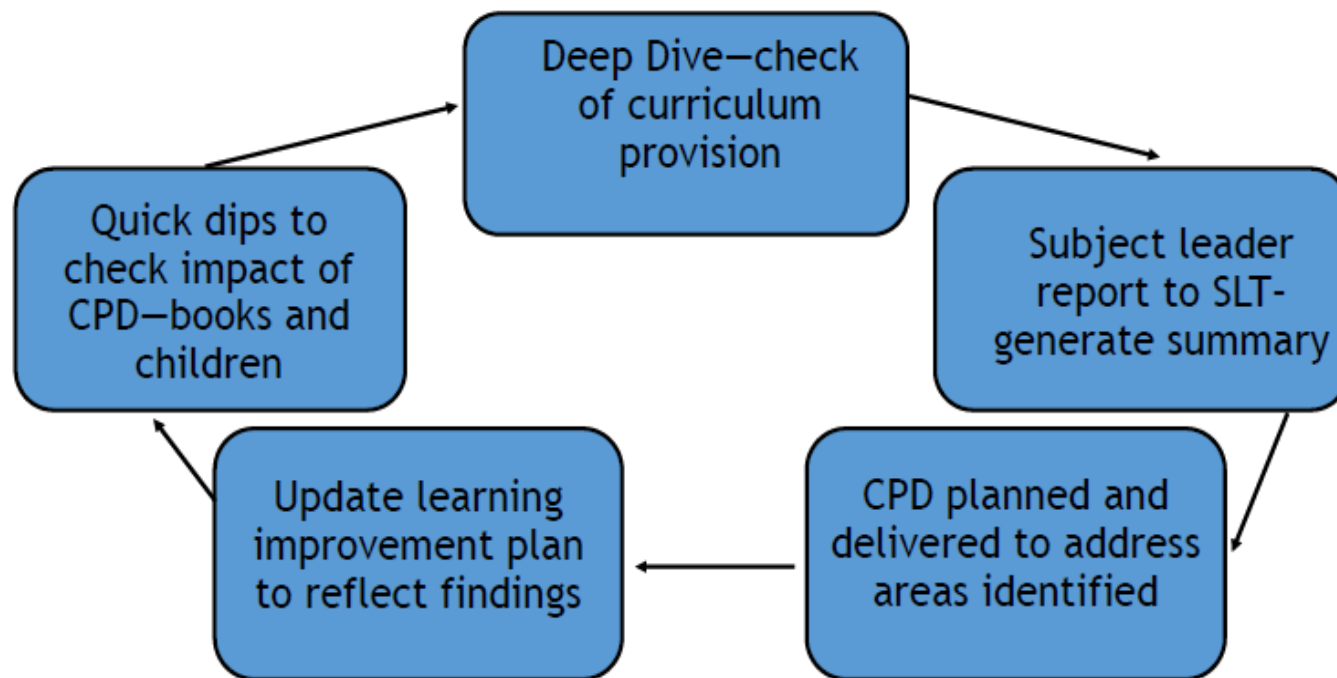 Deep Dive—check
of curriculum
provision
Subject leader
report to SLT-
generate summary
CPD planned and
delivered to address
areas identified
Update learning
improvement plan
to reflect findings
Quick dips to
check impact of
CPD—books and
children